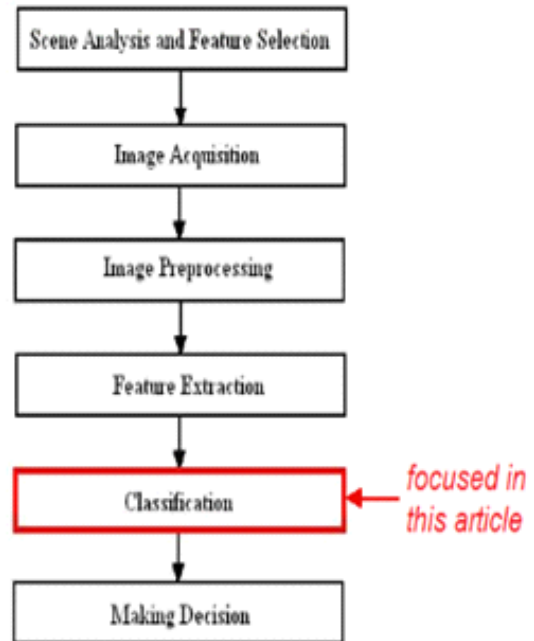 Scene Analysis and Feature Selection
Image Acquisition
Image Preprocessing
Feature Extraction
Classification
focused in
this article
Making Decision